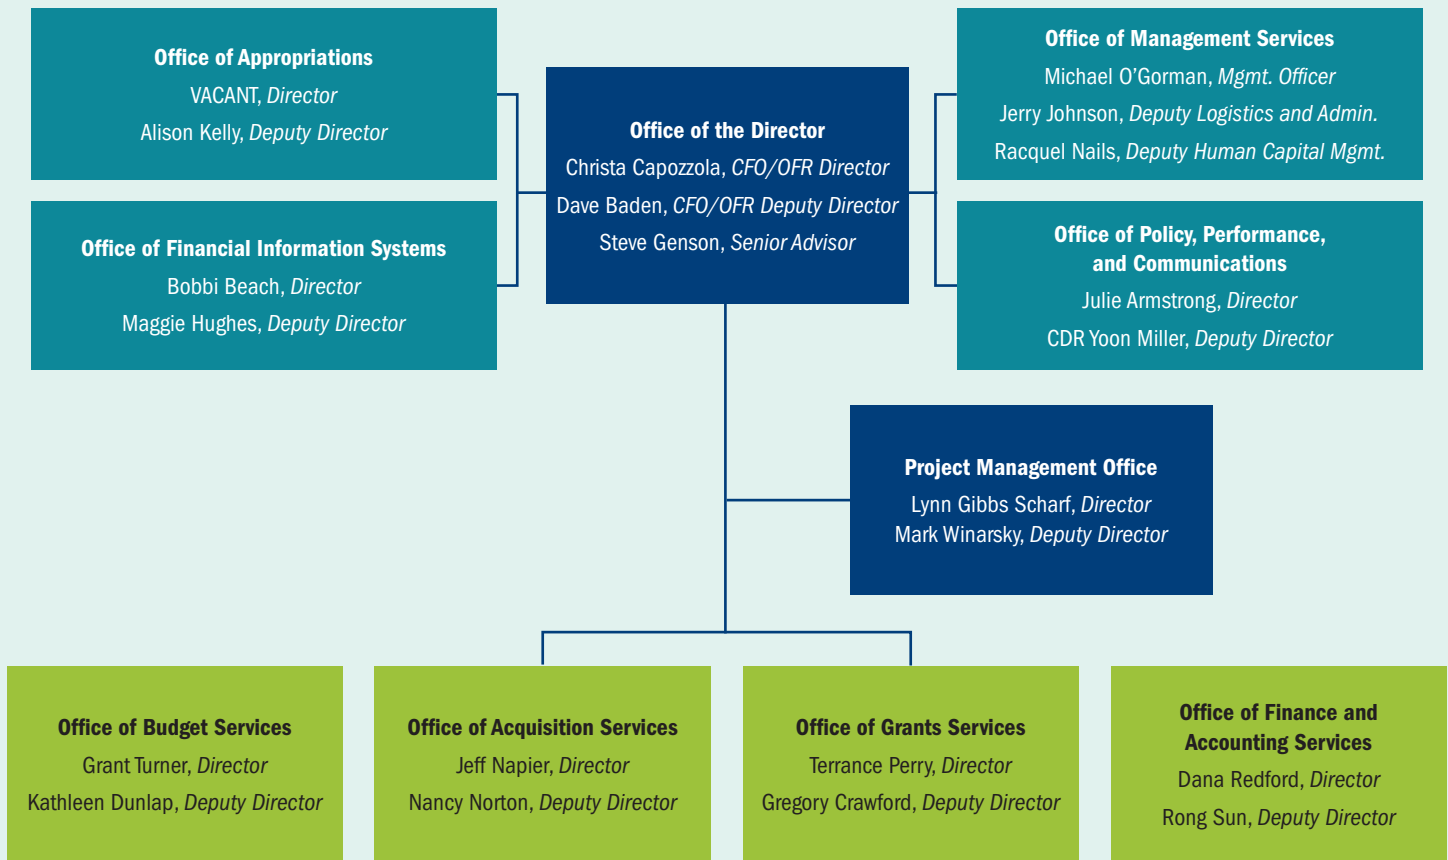 Office of Appropriations
VACANT, Director
Alison Kelly, Deputy Director
Office of Financial Information Systems
Bobbi Beach, Director
Maggie Hughes, Deputy Director
Office of the Director
Christa Capozzola, CFO/OFR Director
Dave Baden, CFO/OFR Deputy Director
Steve Genson, Senior Advisor
Office of Management Services
Michael O’Gorman, Mgmt. Officer
Jerry Johnson, Deputy Logistics and Admin.
Racquel Nails, Deputy Human Capital Mgmt.
Office of Policy, Performance,
and Communications
Julie Armstrong, Director
CDR Yoon Miller, Deputy Director
Project Management Office
Lynn Gibbs Scharf, Director
Mark Winarsky, Deputy Director
Office of Budget Services
Grant Turner, Director
Kathleen Dunlap, Deputy Director
Office of Acquisition Services
Jeff Napier, Director
Nancy Norton, Deputy Director
Office of Grants Services
Terrance Perry, Director
Gregory Crawford, Deputy Director
Office of Finance and
Accounting Services
Dana Redford, Director
Rong Sun, Deputy Director